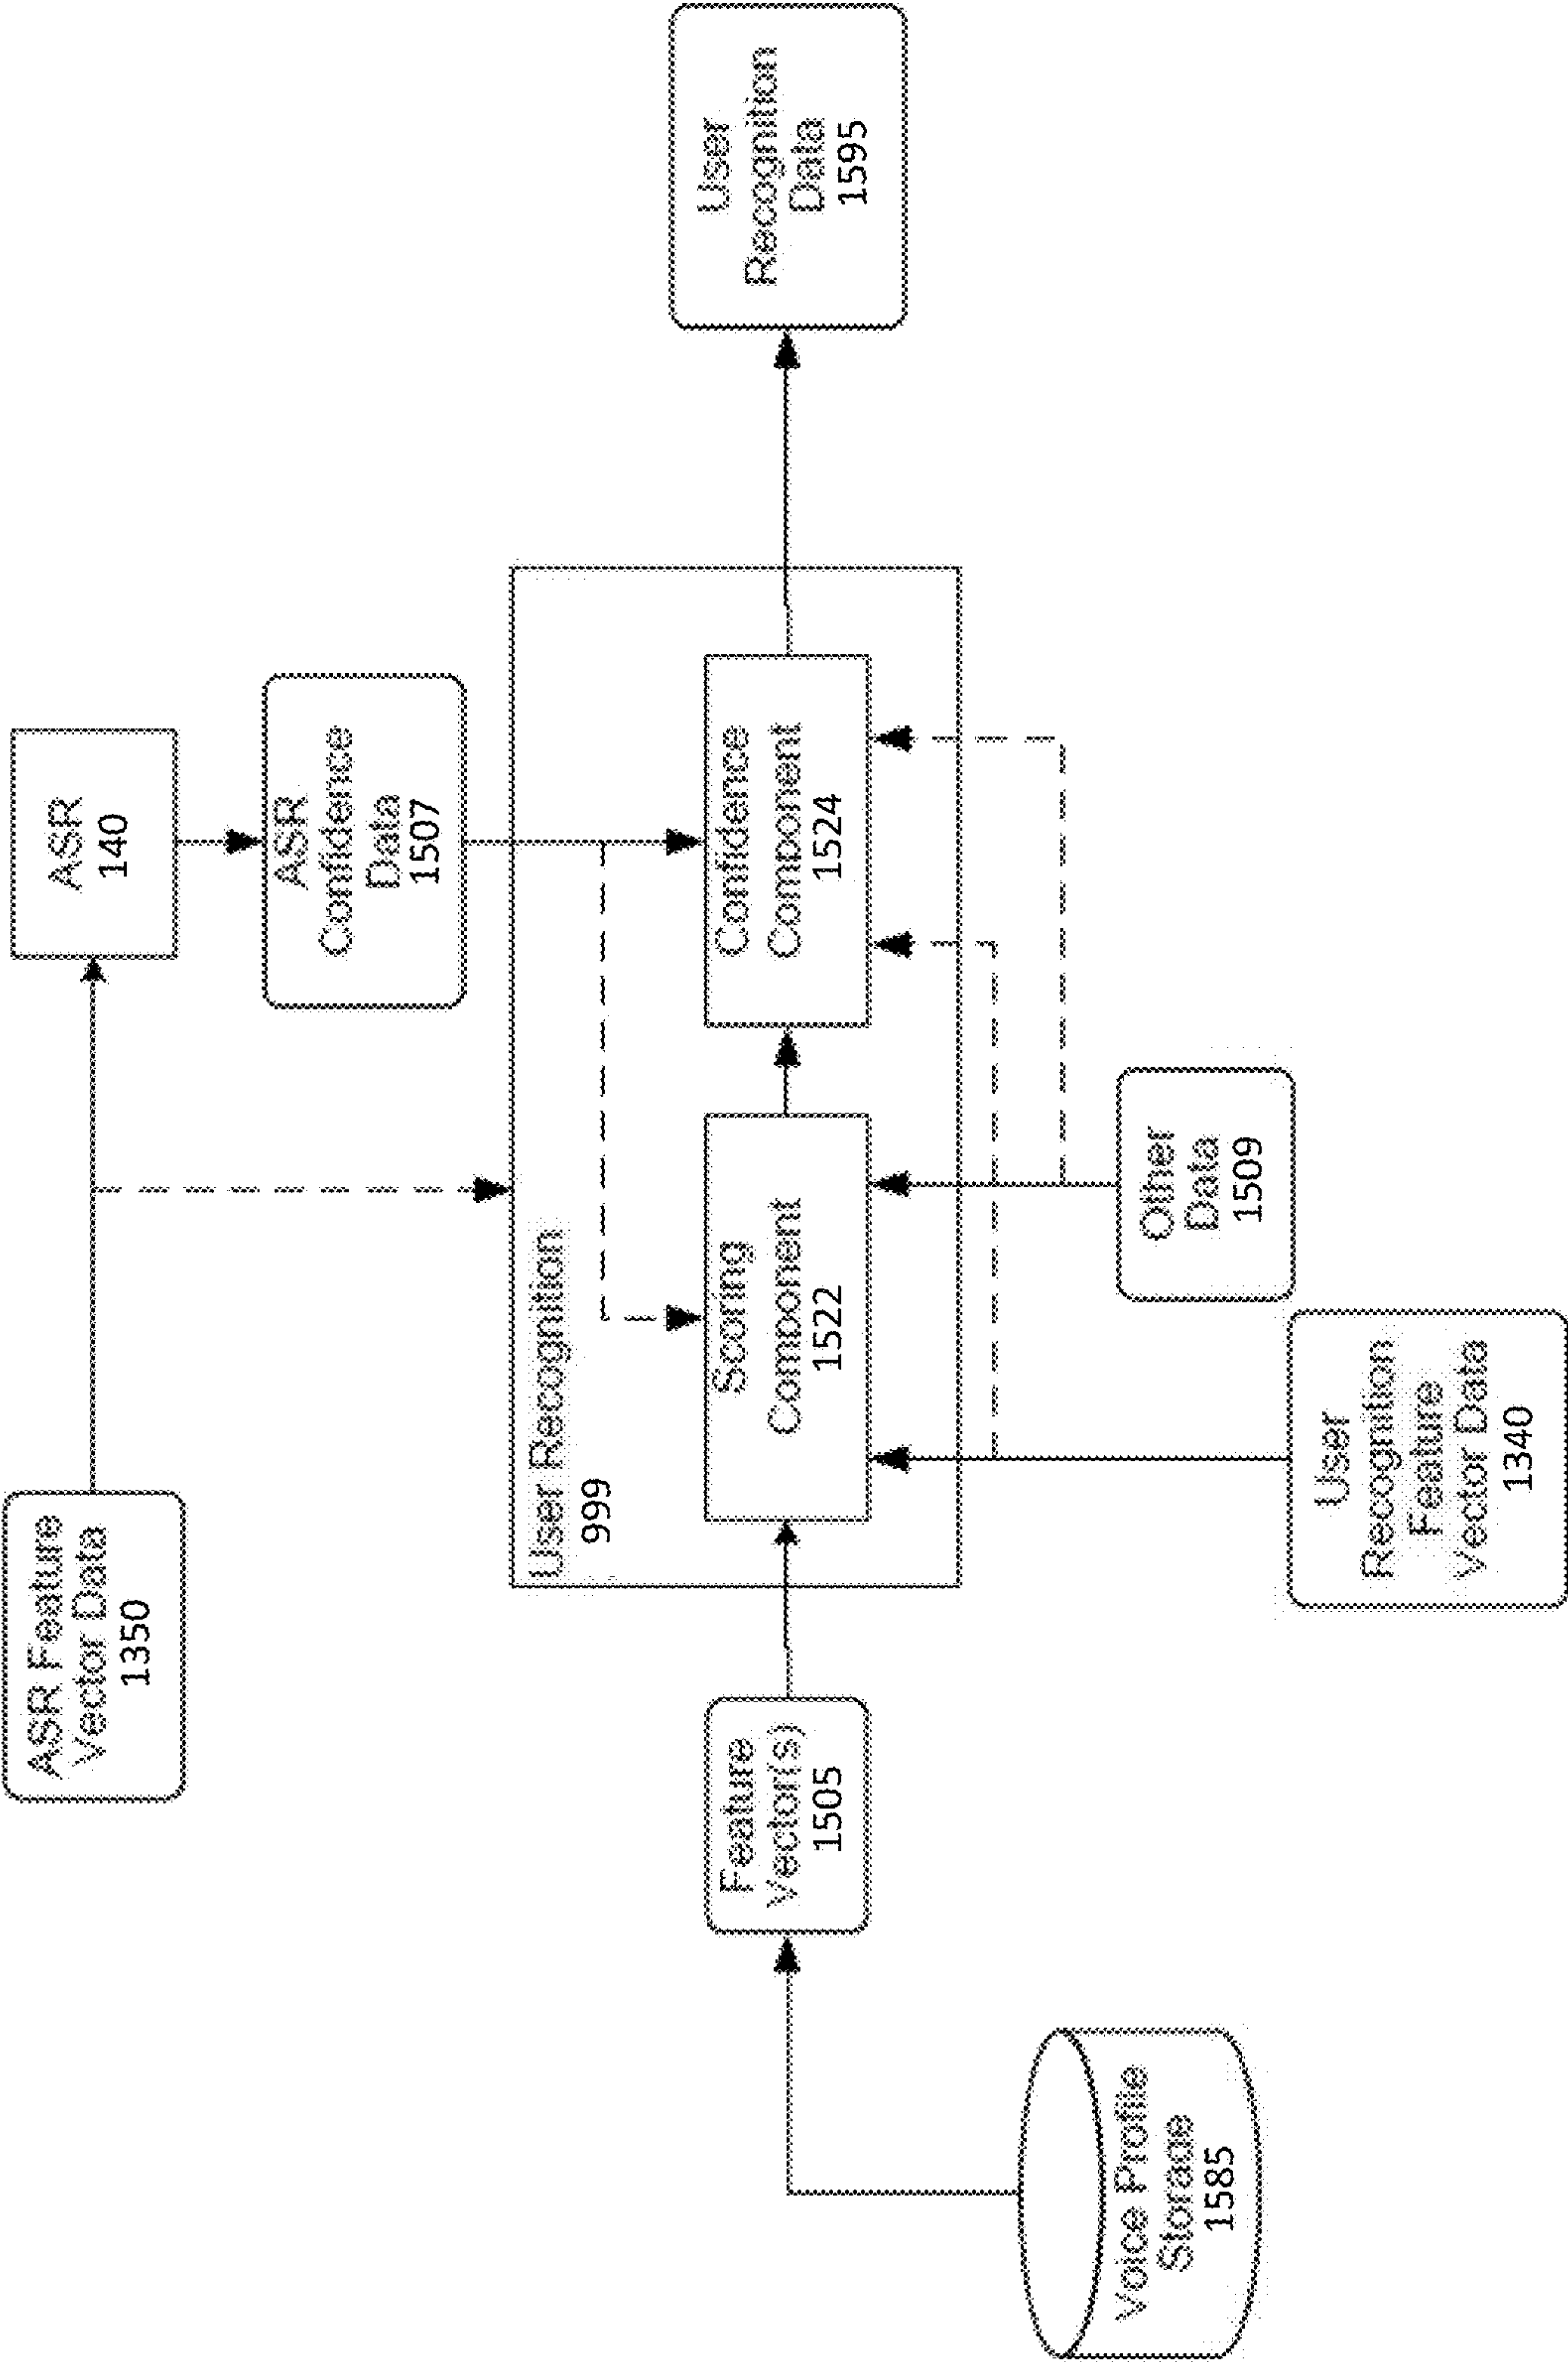 ASR Feature
Vector Data
1350
ASR
140
ASR
Confidence
Data
1507
User Recognition
999
Scoring
Component
1522
Confidence
Component
1524
User
Recognition
Data
1595
Feature
Vector(s)
1505
Voice Profile
Storage
1585
Other
Data
1509
User
Recognition
Feature
Vector Data
1340